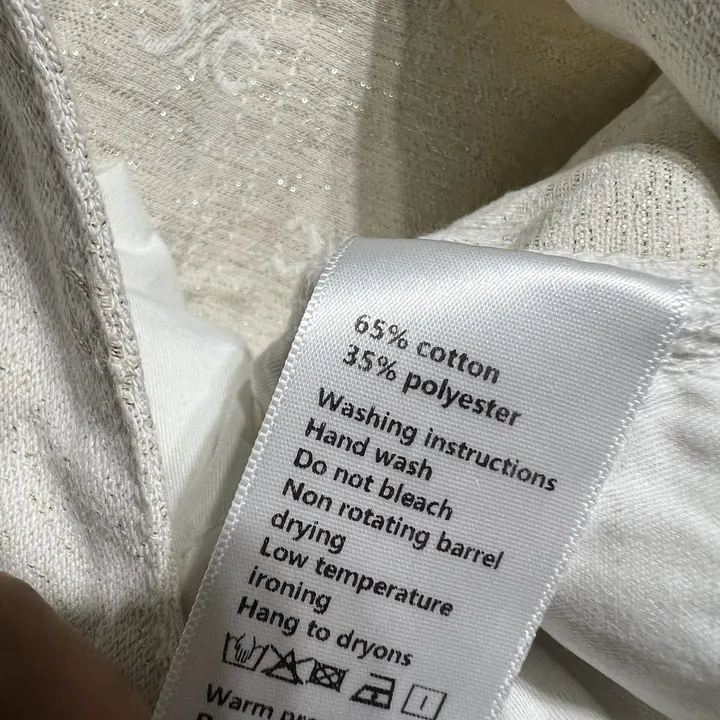 65% cotton
35% polyester
Washing instructions
Hand wash
Do not bleach
Non rotating barrel
drying
Low temperature
ironing
Hang to dryons
Warm